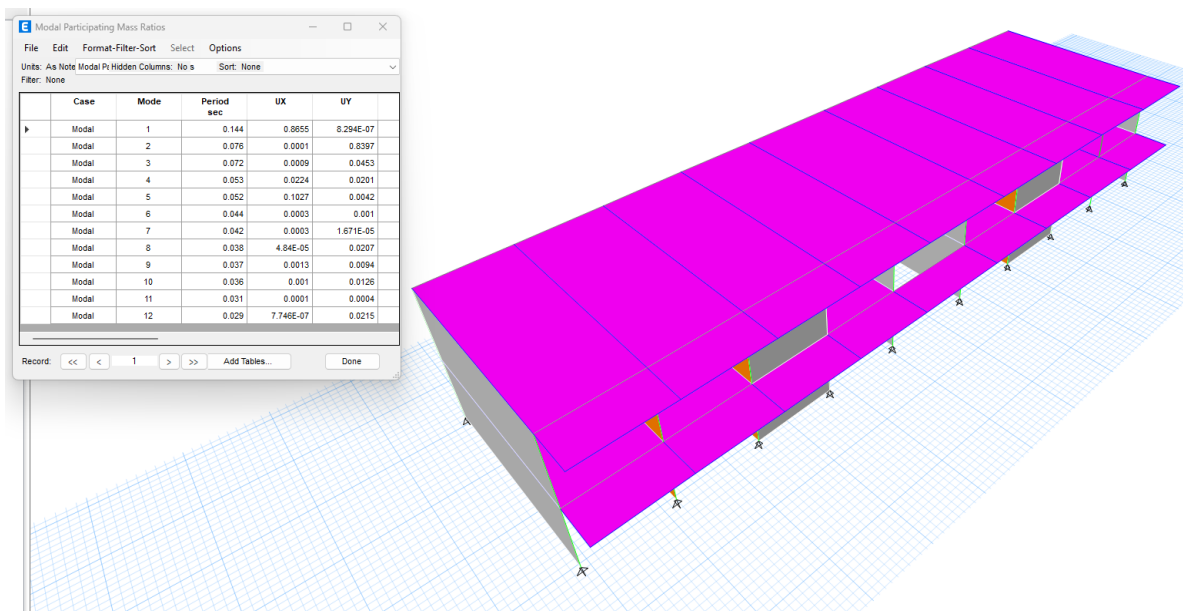 E Modal Participating Mass Ratios
File Edit Format-Filter-Sort Select Options
Units: As Note Modal Pa Hidden Columns: No s Sort: None
Filter: None
Case Mode Period UX UY
sec
Modal 1 0.144 0.8655 8.294E-07
Modal 2 0.076 0.0001 0.8397
Modal 3 0.072 0.0009 0.0453
Modal 4 0.053 0.0224 0.0201
Modal 5 0.052 0.1027 0.0042
Modal 6 0.044 0.0003 0.001
Modal 7 0.042 0.0003 1.671E-05
Modal 8 0.038 4.84E-05 0.0207
Modal 9 0.037 0.0013 0.0094
Modal 10 0.036 0.001 0.0126
Modal 11 0.031 0.0001 0.0004
Modal 12 0.029 7.746E-07 0.0215
Record: << < 1 > >> Add Tables... Done